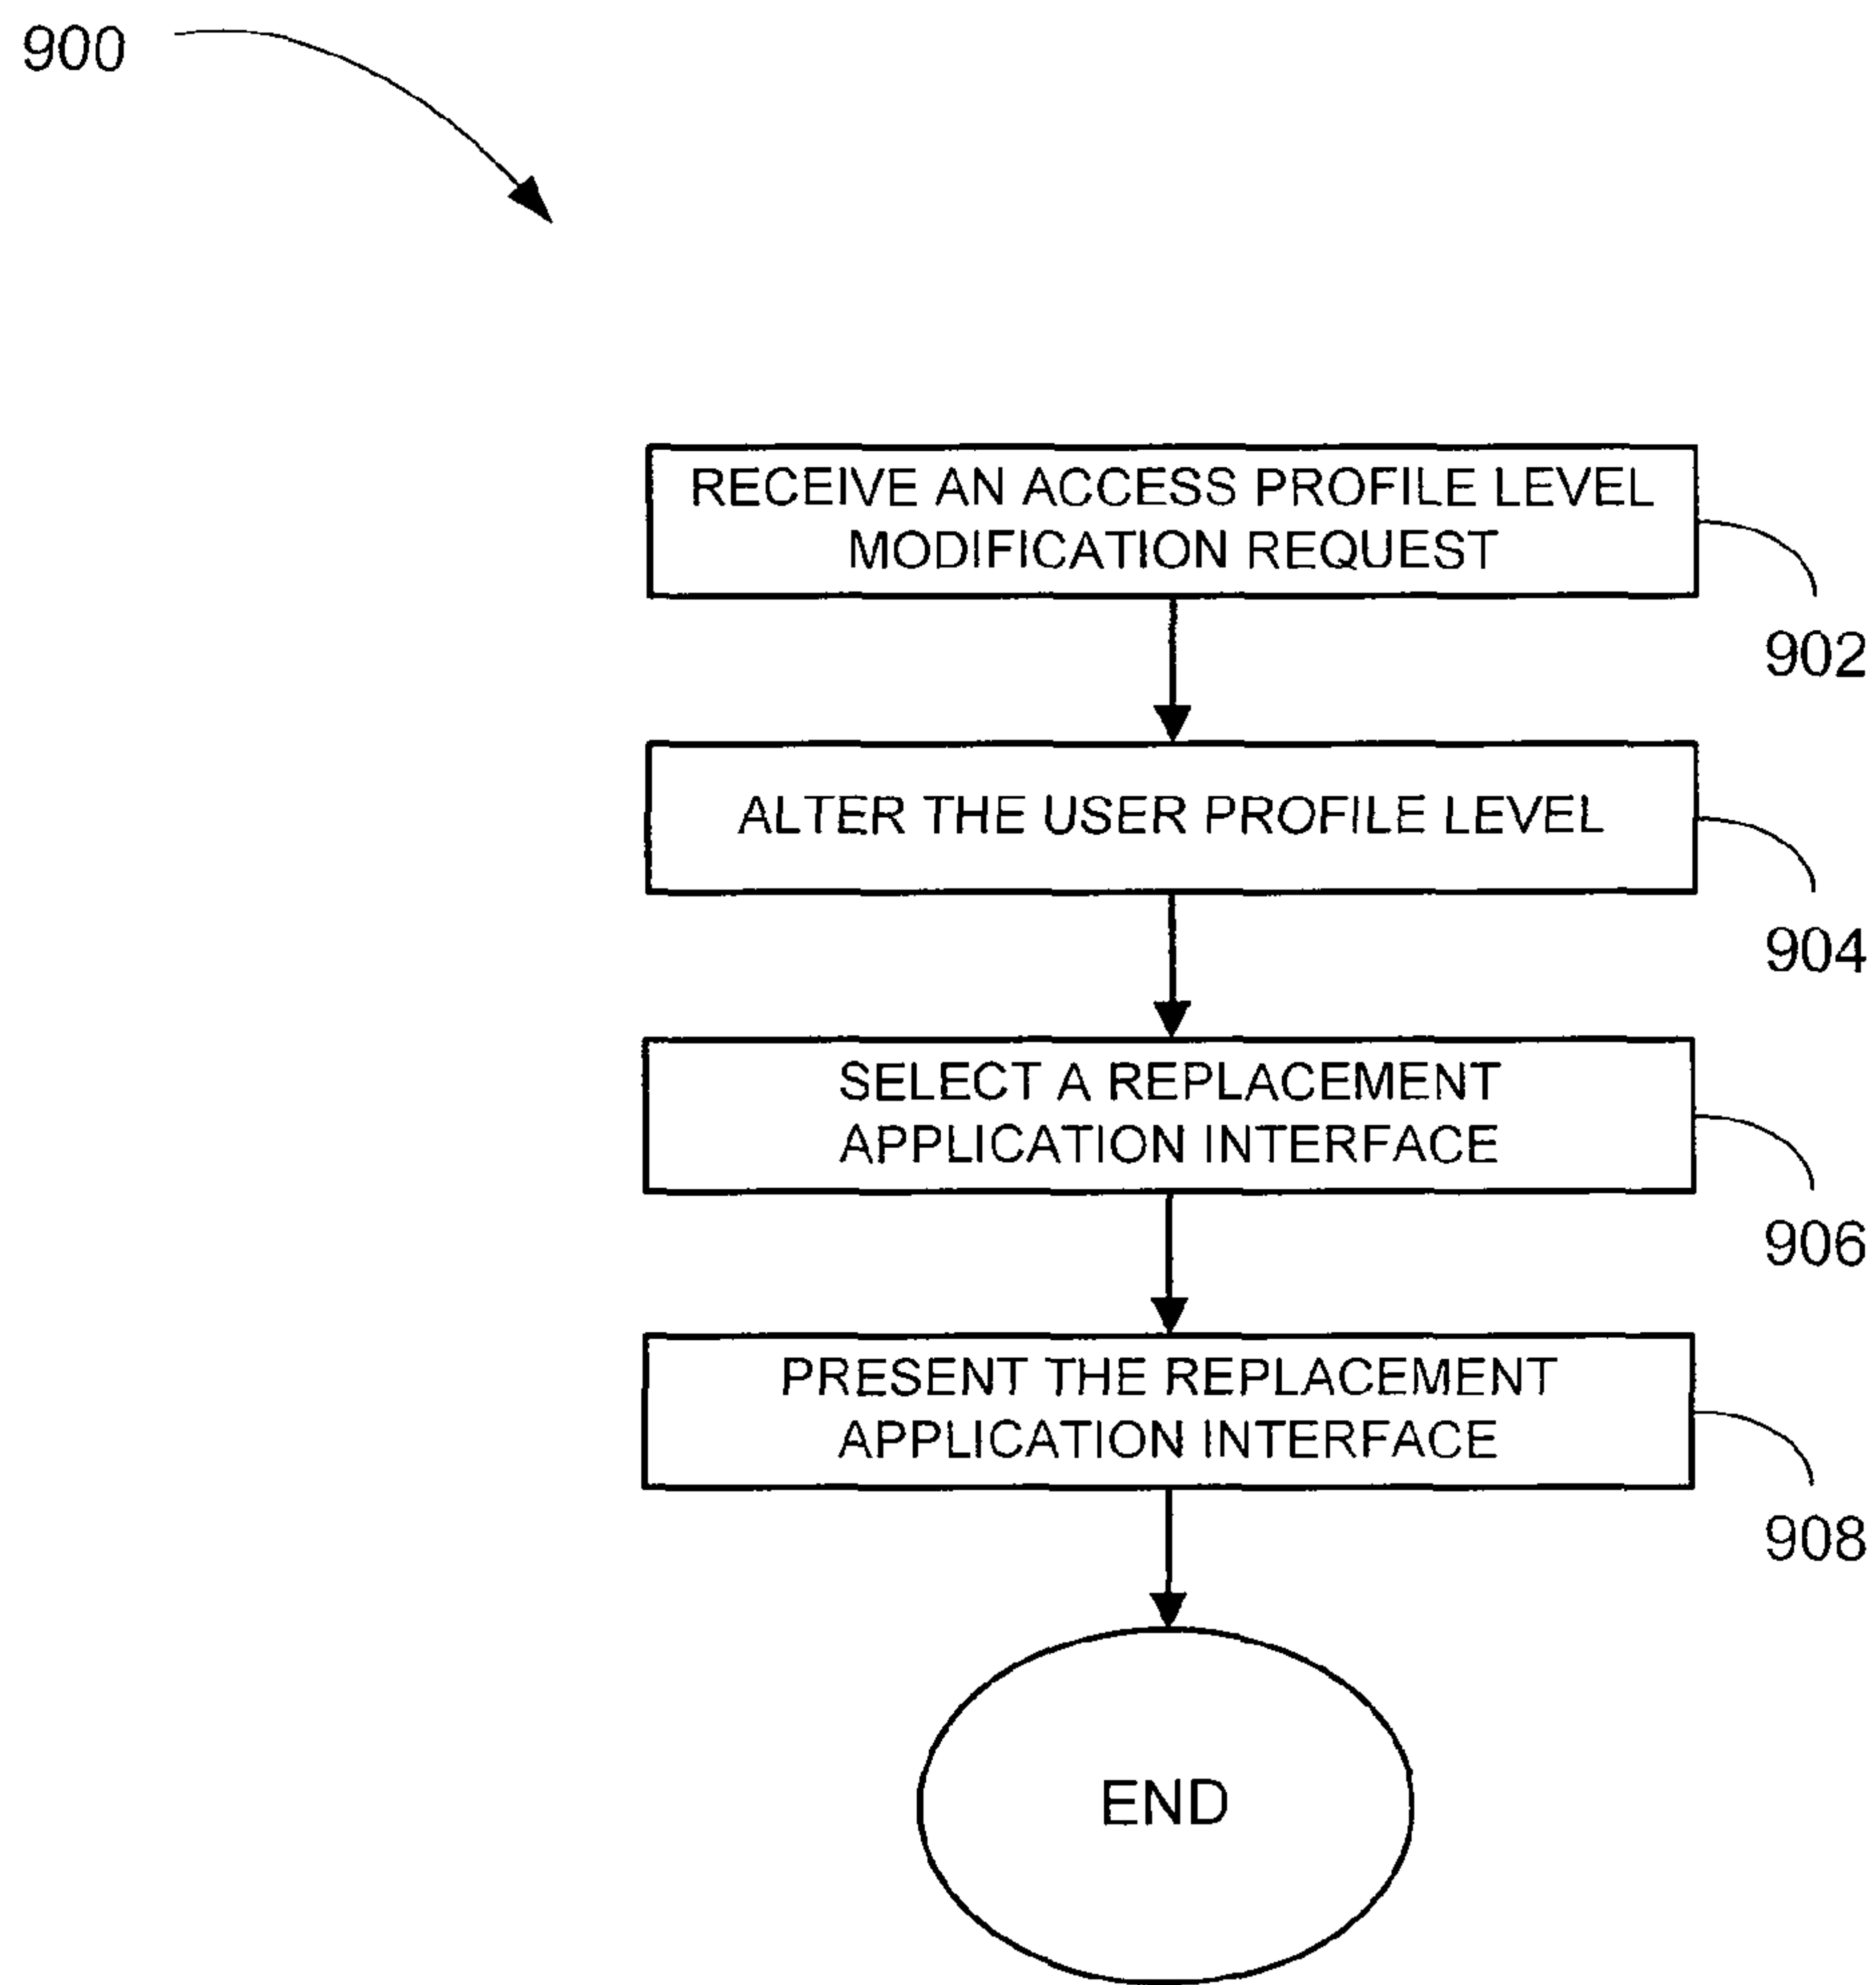 900
RECEIVE AN ACCESS PROFILE LEVEL
MODIFICATION REQUEST
902
ALTER THE USER PROFILE LEVEL
904
SELECT A REPLACEMENT
APPLICATION INTERFACE
906
PRESENT THE REPLACEMENT
APPLICATION INTERFACE
908
END